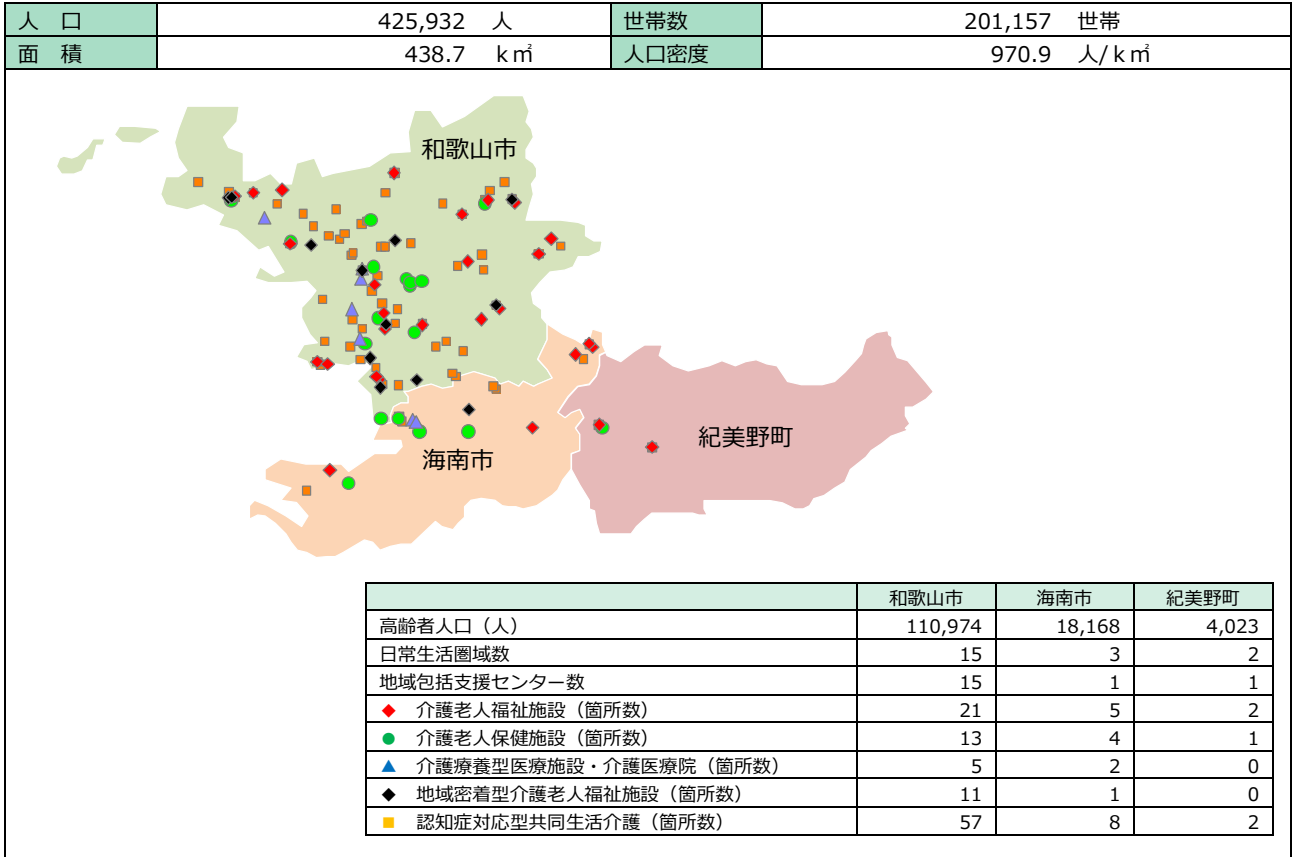 人 口 425,932 人 世帯数 201,157 世帯
面 積 438.7 k㎡ 人口密度 970.9 人/k㎡
和歌山市
紀美野町
海南市
和歌山市 海南市 紀美野町
高齢者人口（人） 110,974 18,168 4,023
日常生活圏域数 15 3 2
地域包括支援センター数 15 1 1
介護老人福祉施設（箇所数） 21 5 2
介護老人保健施設（箇所数） 13 4 1
介護療養型医療施設・介護医療院（箇所数） 5 2 0
地域密着型介護老人福祉施設（箇所数） 11 1 0
認知症対応型共同生活介護（箇所数） 57 8 2